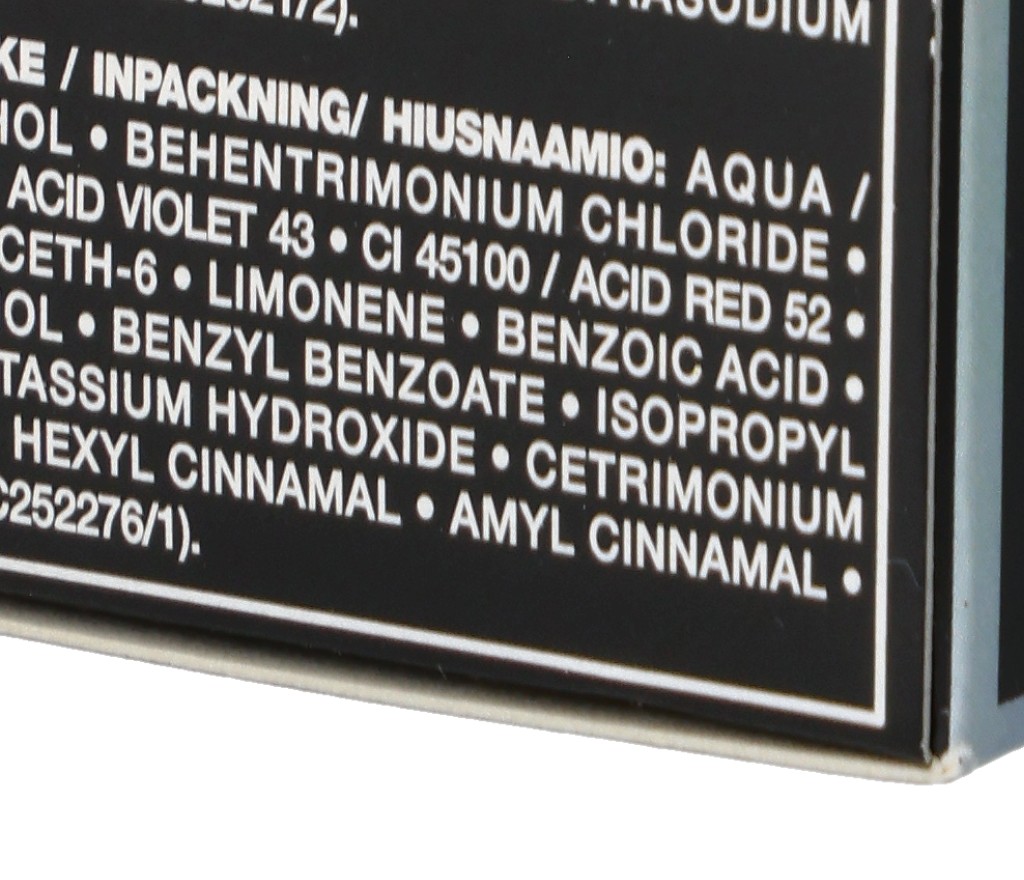 KE / INPACKNING/ HIUSNAAMIO: AQUA /
HOL • BEHENTRIMONIUM CHLORIDE •
ACID VIOLET 43 • CI 45100 / ACID RED 52 •
CETH-6 • LIMONENE • BENZOIC ACID •
OL • BENZYL BENZOATE • ISOPROPYL
TASSIUM HYDROXIDE • CETRIMONIUM
HEXYL CINNAMAL • AMYL CINNAMAL •
C252276/1).